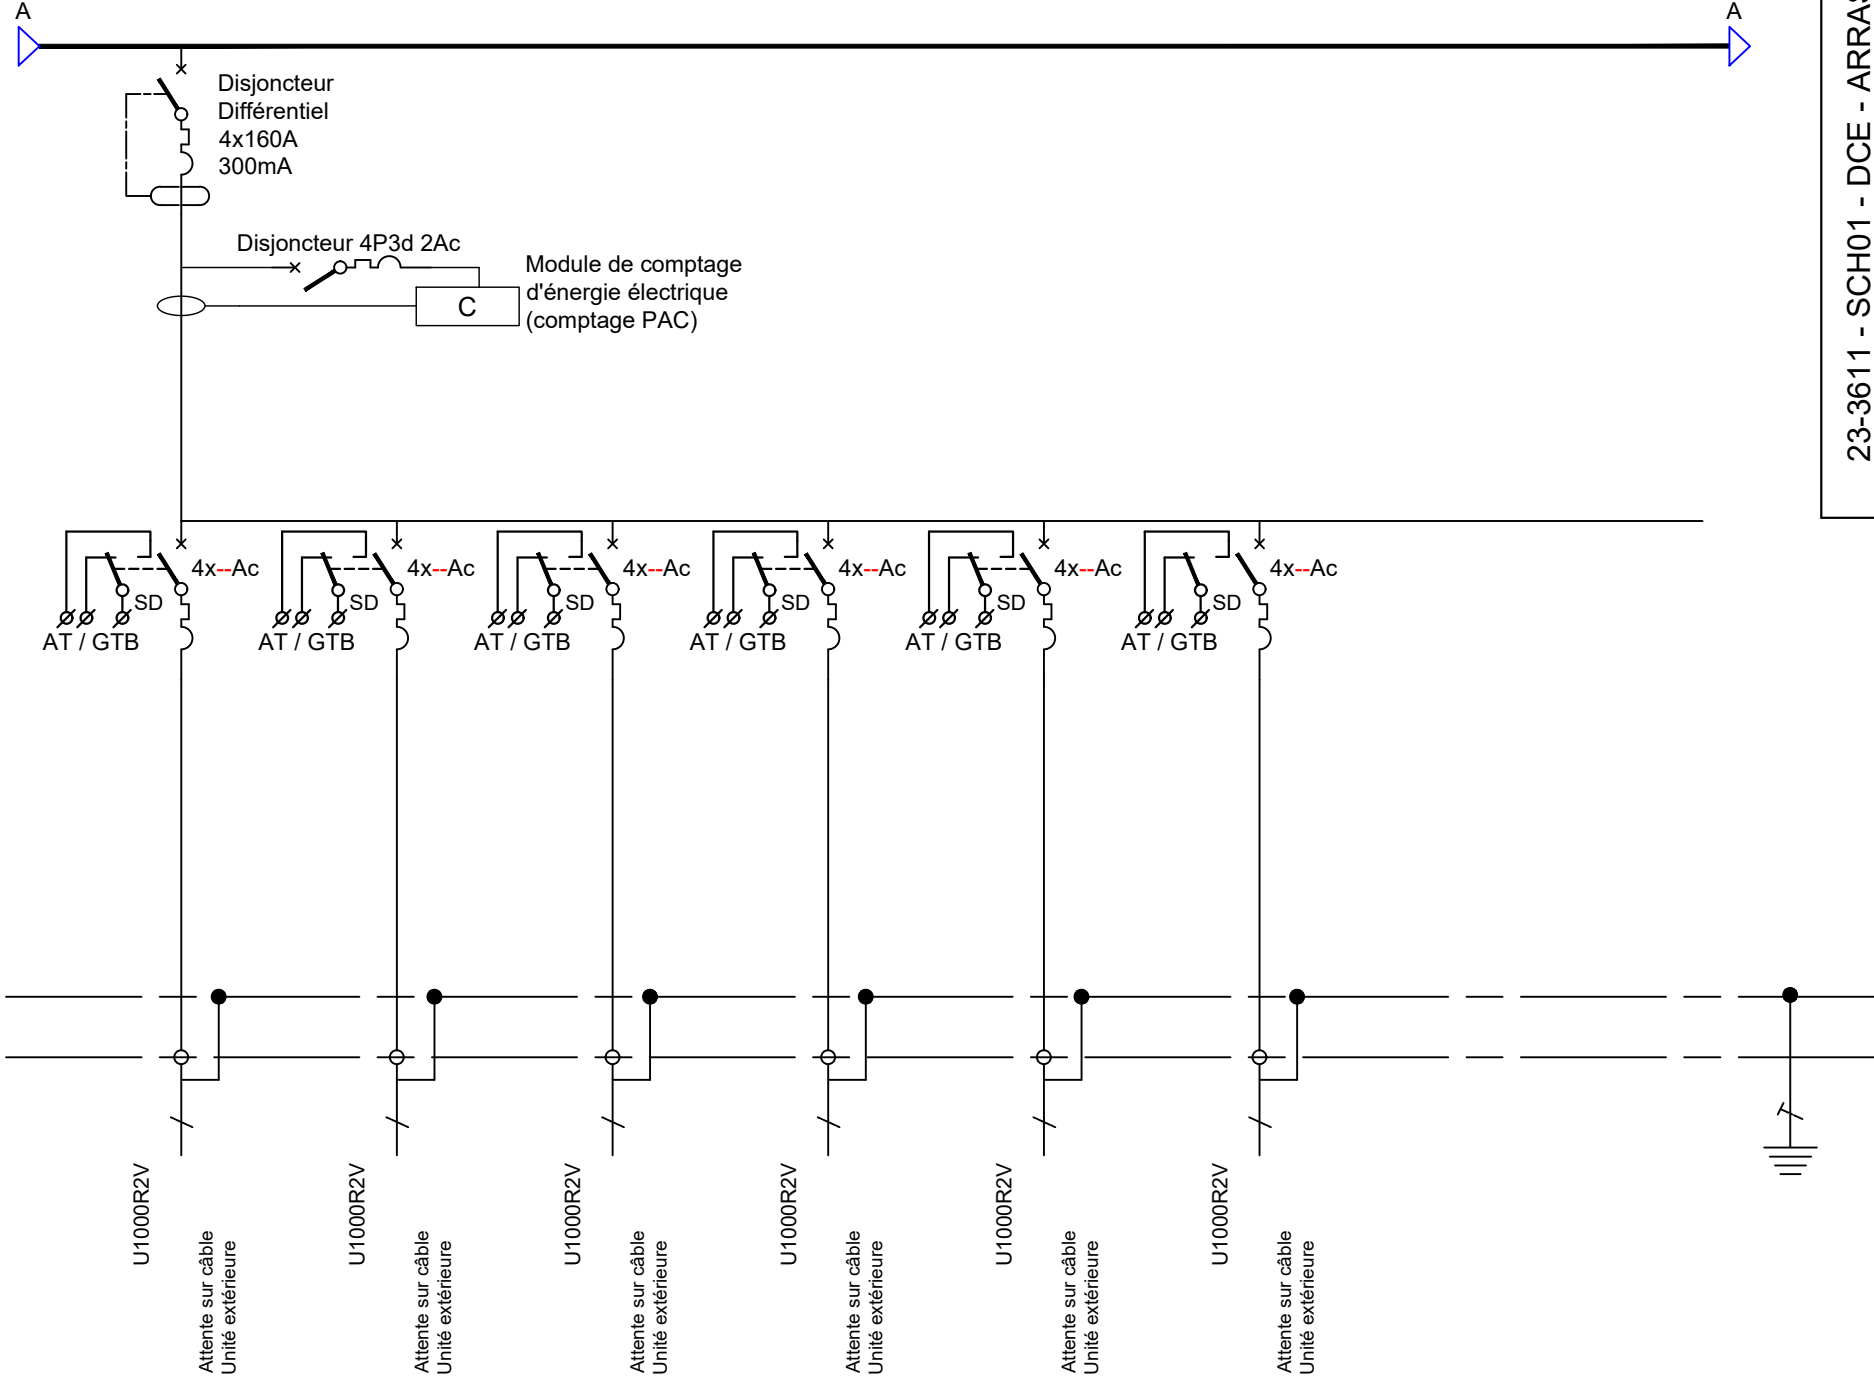 A
A
Disjoncteur
Différentiel
4x160A
300mA
Disjoncteur 4P3d 2Ac
Module de comptage
d'énergie électrique
(comptage PAC)
C
23-3611 - SCH01 - DCE - ARRAS
4x--Ac
SD
AT / GTB
4x--Ac
SD
AT / GTB
4x--Ac
SD
AT / GTB
4x--Ac
SD
AT / GTB
4x--Ac
SD
AT / GTB
4x--Ac
SD
AT / GTB
U1000R2V
Attente sur câble
Unité extérieure
U1000R2V
Attente sur câble
Unité extérieure
U1000R2V
Attente sur câble
Unité extérieure
U1000R2V
Attente sur câble
Unité extérieure
U1000R2V
Attente sur câble
Unité extérieure
U1000R2V
Attente sur câble
Unité extérieure